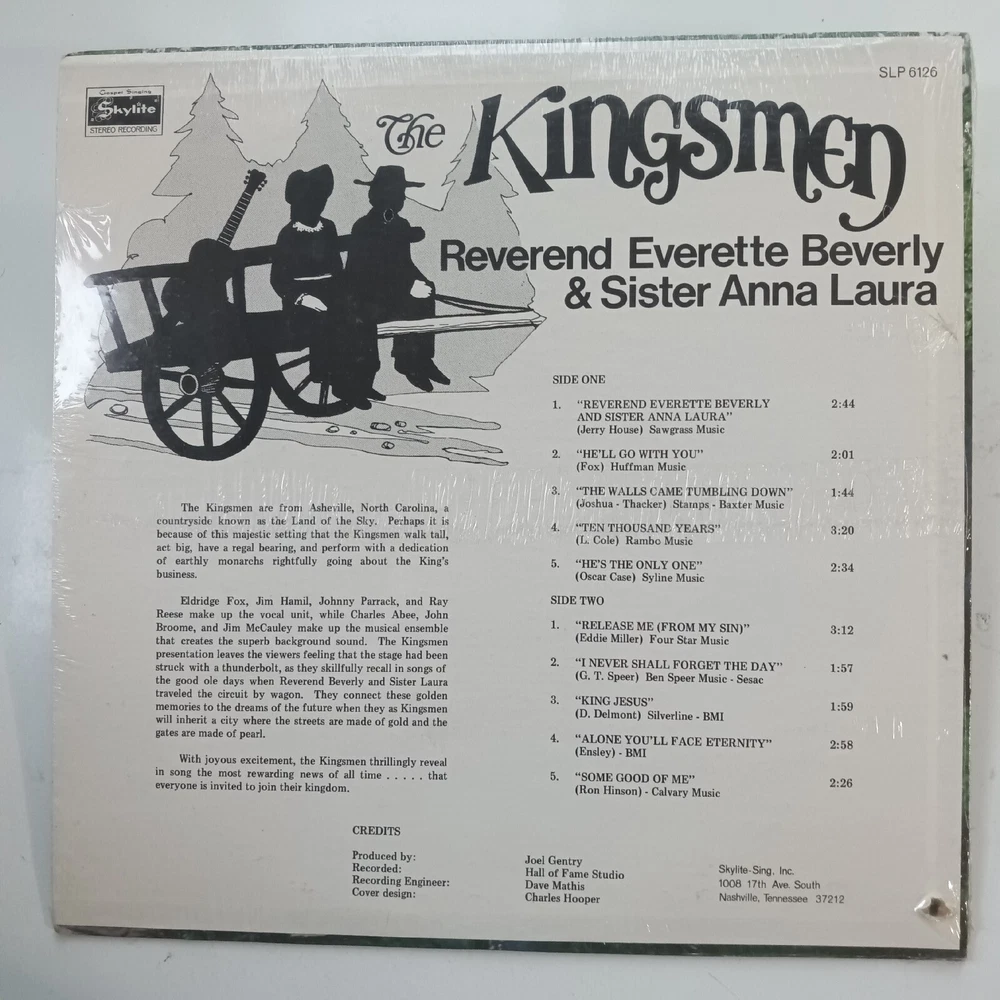 Gospel Singing
Skylite
STEREO RECORDING
SLP 6126
The Kingsmen
Reverend Everette Beverly
& Sister Anna Laura
SIDE ONE
1. "REVEREND EVERETTE BEVERLY 2:44
AND SISTER ANNA LAURA"
(Jerry House) Sawgrass Music
2. "HE'LL GO WITH YOU" 2:01
(Fox) Huffman Music
3. "THE WALLS CAME TUMBLING DOWN" 1:44
(Joshua - Thacker) Stamps - Baxter Music
4. "TEN THOUSAND YEARS" 3:20
(L. Cole) Rambo Music
5. "HE'S THE ONLY ONE" 2:34
(Oscar Case) Syline Music
SIDE TWO
1. "RELEASE ME (FROM MY SIN)" 3:12
(Eddie Miller) Four Star Music
2. "I NEVER SHALL FORGET THE DAY" 1:57
(G. T. Speer) Ben Speer Music - Sesac
3. "KING JESUS" 1:59
(D. Delmont) Silverline - BMI
4. "ALONE YOU'LL FACE ETERNITY" 2:58
(Ensley) - BMI
5. "SOME GOOD OF ME" 2:26
(Ron Hinson) - Calvary Music
The Kingsmen are from Asheville, North Carolina, a
countryside known as the Land of the Sky. Perhaps it is
because of this majestic setting that the Kingsmen walk tall,
act big, have a regal bearing, and perform with a dedication
of earthly monarchs rightfully going about the King's
business.
Eldridge Fox, Jim Hamil, Johnny Parrack, and Ray
Reese make up the vocal unit, while Charles Abee, John
Broome, and Jim McCauley make up the musical ensemble
that creates the superb background sound. The Kingsmen
presentation leaves the viewers feeling that the stage had been
struck with a thunderbolt, as they skillfully recall in songs of
the good ole days when Reverend Beverly and Sister Laura
traveled the circuit by wagon. They connect these golden
memories to the dreams of the future when they as Kingsmen
will inherit a city where the streets are made of gold and the
gates are made of pearl.
With joyous excitement, the Kingsmen thrillingly reveal
in song the most rewarding news of all time . . . . . that
everyone is invited to join their kingdom.
CREDITS
Produced by: Joel Gentry
Recorded: Hall of Fame Studio
Recording Engineer: Dave Mathis
Cover design: Charles Hooper
Skylite-Sing, Inc.
1008 17th Ave. South
Nashville, Tennessee 37212